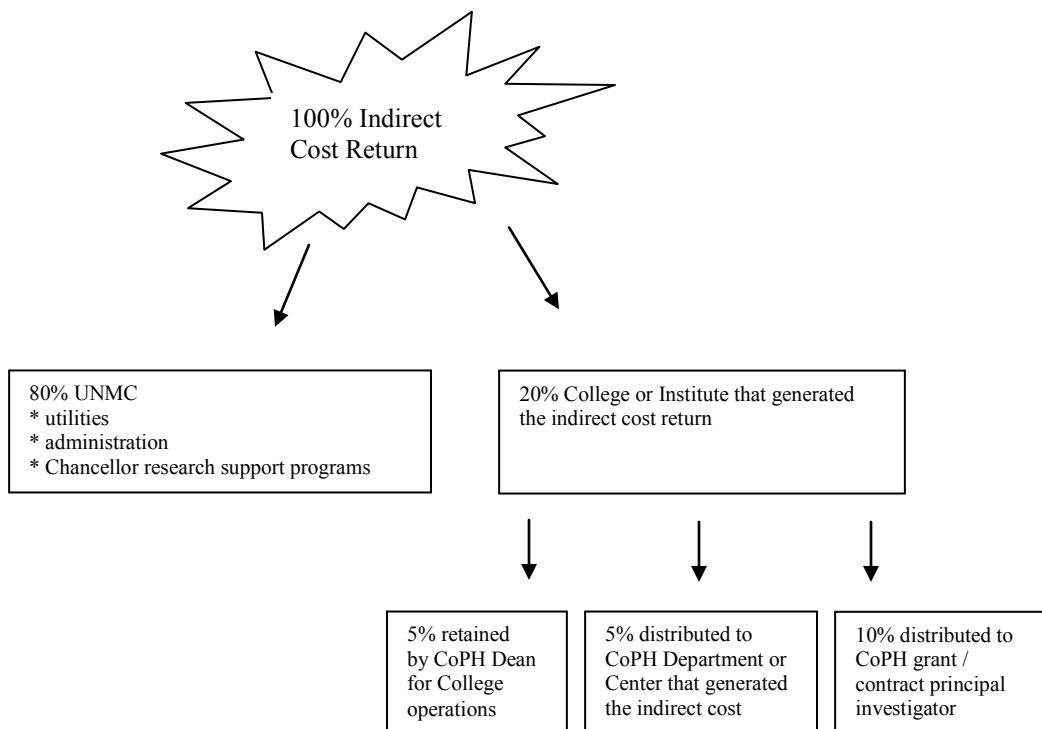 100% Indirect
Cost Return
80% UNMC
* utilities
* administration
* Chancellor research support programs
20% College or Institute that generated
the indirect cost return
5% retained
by CoPH Dean
for College
operations
5% distributed to
CoPH Department or
Center that generated
the indirect cost
10% distributed to
CoPH grant /
contract principal
investigator